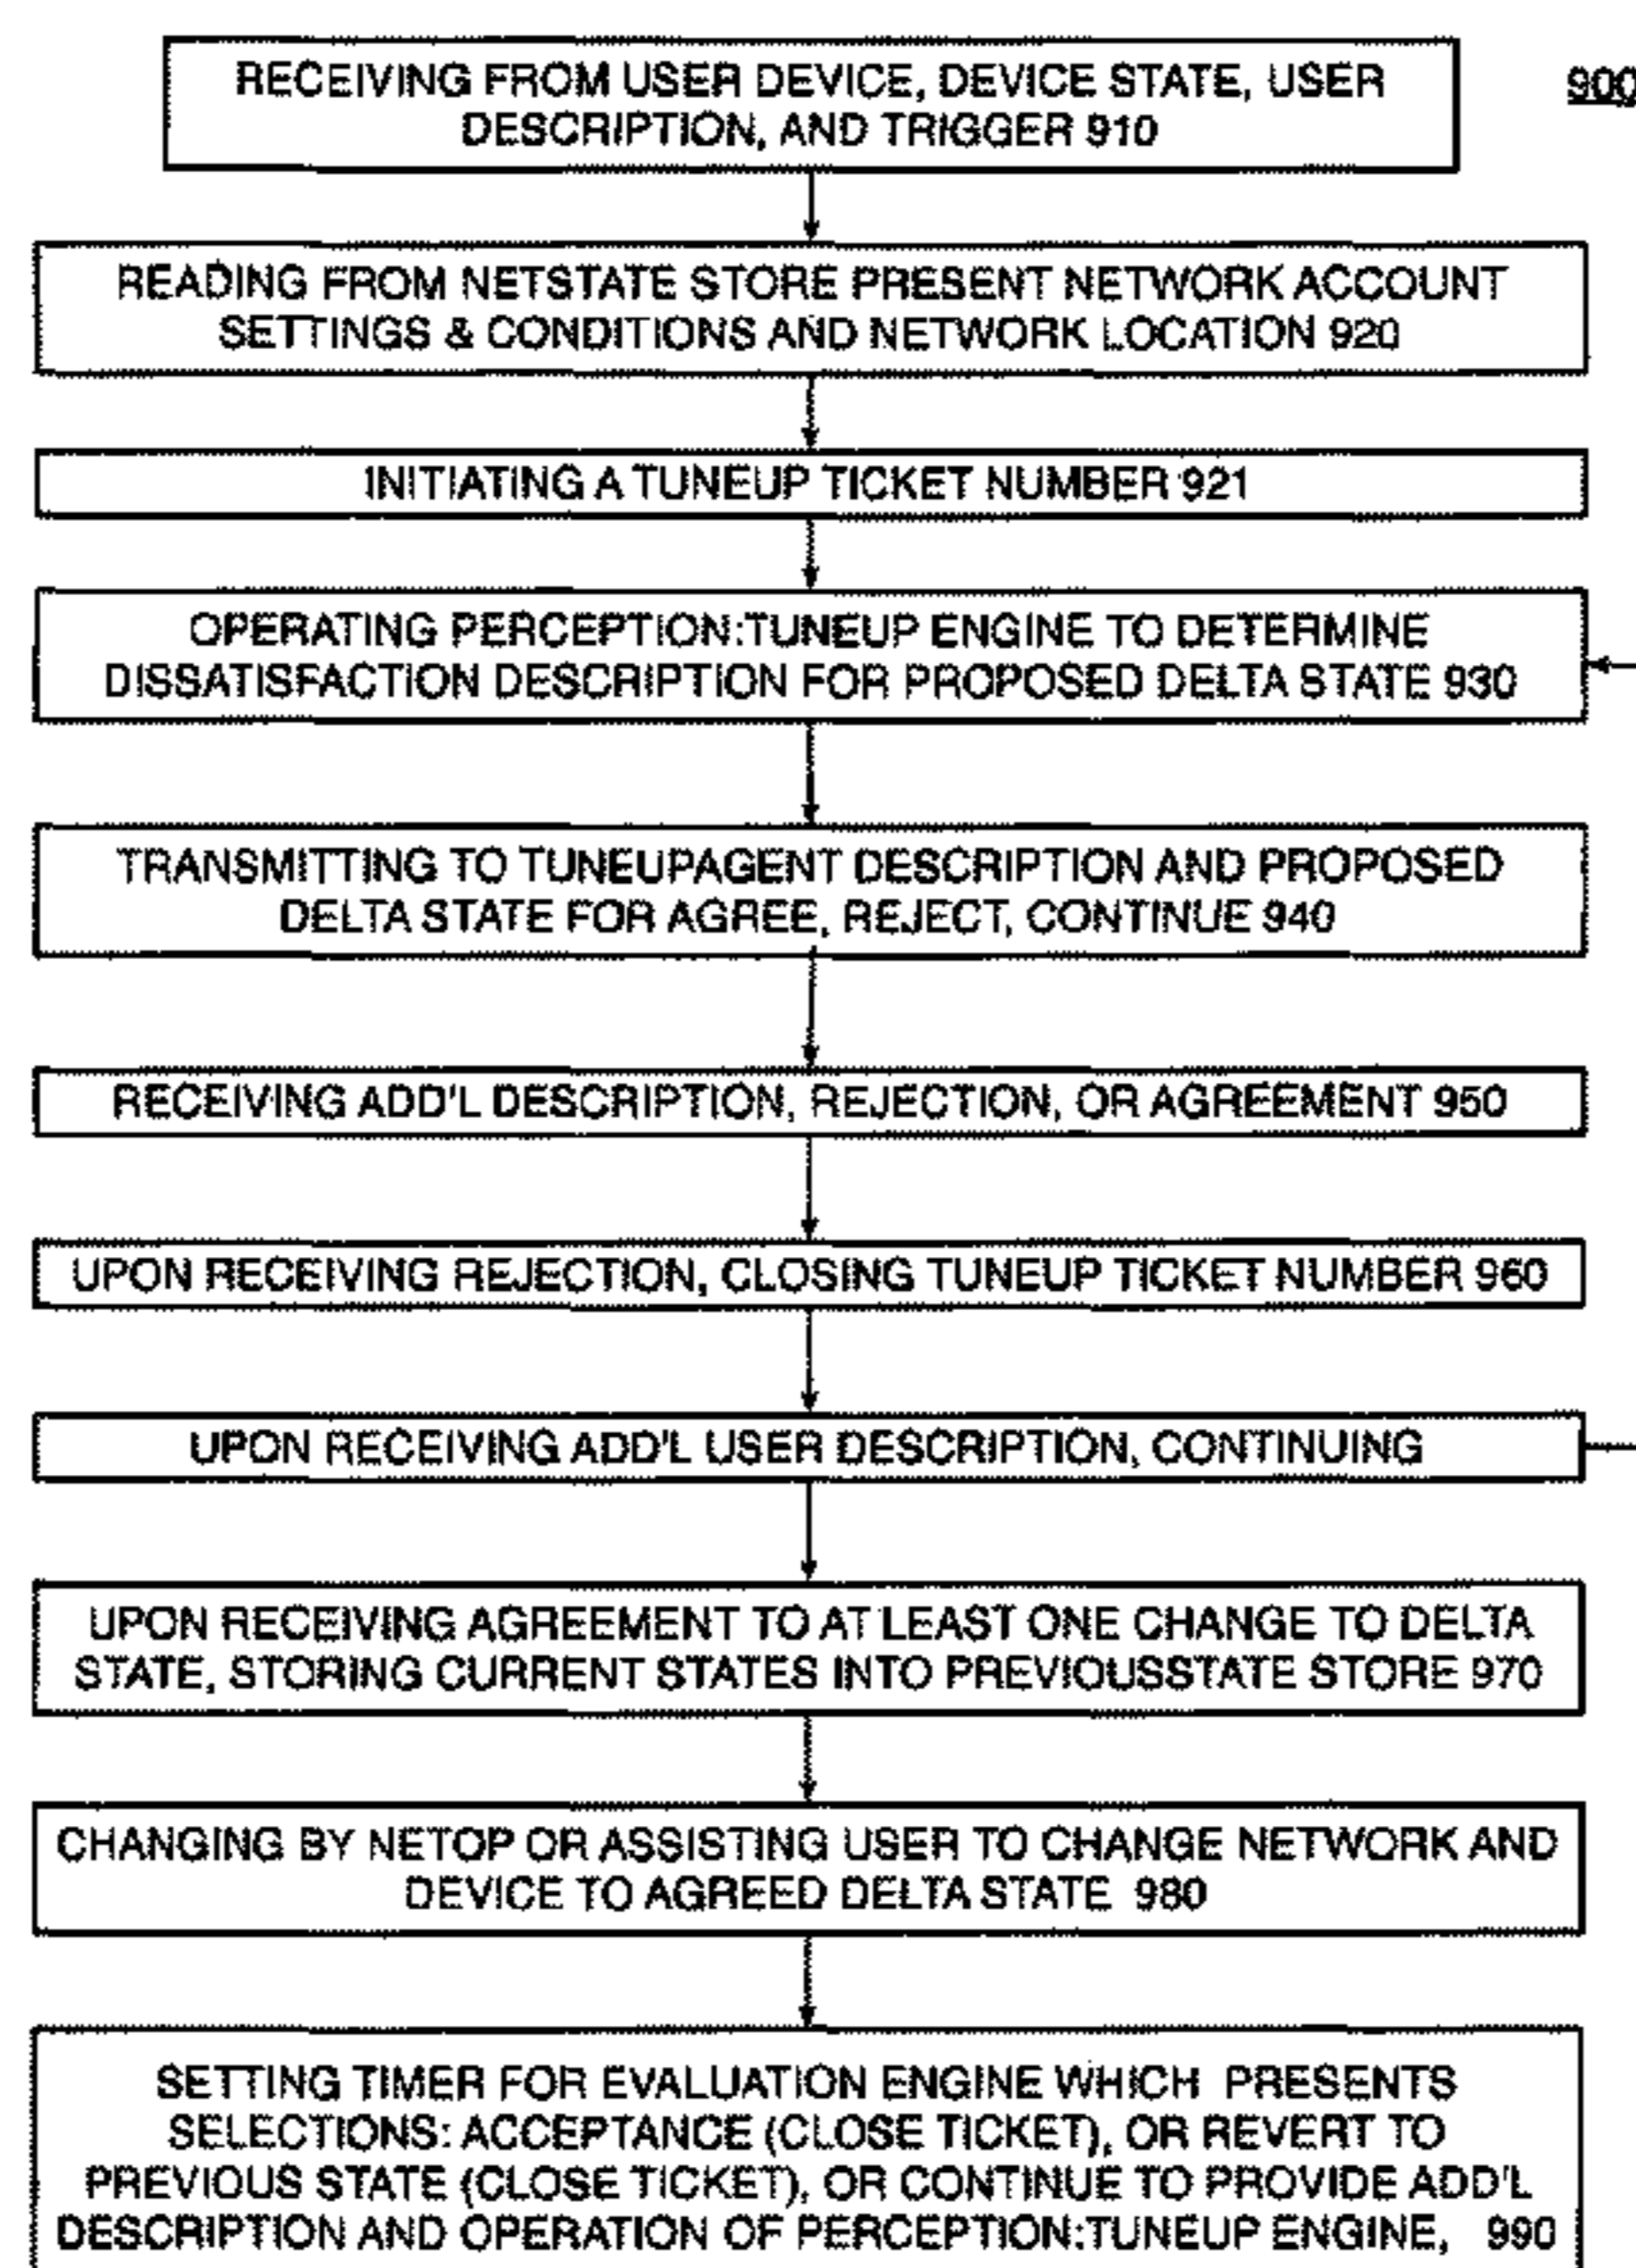 RECEIVING FROM USER DEVICE, DEVICE STATE, USER
DESCRIPTION, AND TRIGGER 910
900
READING FROM NETSTATE STORE PRESENT NETWORK ACCOUNT
SETTINGS & CONDITIONS AND NETWORK LOCATION 920
INITIATING A TUNEUP TICKET NUMBER 921
OPERATING PERCEPTION:TUNEUP ENGINE TO DETERMINE
DISSATISFACTION DESCRIPTION FOR PROPOSED DELTA STATE 930
TRANSMITTING TO TUNEUPAGENT DESCRIPTION AND PROPOSED
DELTA STATE FOR AGREE, REJECT, CONTINUE 940
RECEIVING ADD'L DESCRIPTION, REJECTION, OR AGREEMENT 950
UPON RECEIVING REJECTION, CLOSING TUNEUP TICKET NUMBER 960
UPON RECEIVING ADD'L USER DESCRIPTION, CONTINUING
UPON RECEIVING AGREEMENT TO AT LEAST ONE CHANGE TO DELTA
STATE, STORING CURRENT STATES INTO PREVIOUSSTATE STORE 970
CHANGING BY NETOP OR ASSISTING USER TO CHANGE NETWORK AND
DEVICE TO AGREED DELTA STATE 980
SETTING TIMER FOR EVALUATION ENGINE WHICH PRESENTS
SELECTIONS: ACCEPTANCE (CLOSE TICKET), OR REVERT TO
PREVIOUS STATE (CLOSE TICKET), OR CONTINUE TO PROVIDE ADD'L
DESCRIPTION AND OPERATION OF PERCEPTION:TUNEUP ENGINE, 990